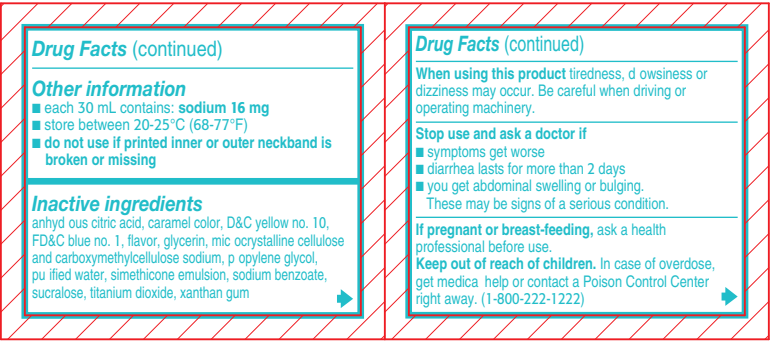 Drug Facts (continued)
Other information
■ each 30 mL contains: sodium 16 mg
■ store between 20-25°C (68-77°F)
■ do not use if printed inner or outer neckband is
broken or missing
Inactive ingredients
anhyd ous citric acid, caramel color, D&C yellow no. 10,
FD&C blue no. 1, flavor, glycerin, mic ocrystalline cellulose
and carboxymethylcellulose sodium, p opylene glycol,
pu ified water, simethicone emulsion, sodium benzoate,
sucralose, titanium dioxide, xanthan gum
Drug Facts (continued)
When using this product tiredness, d owsiness or
dizziness may occur. Be careful when driving or
operating machinery.
Stop use and ask a doctor if
■ symptoms get worse
■ diarrhea lasts for more than 2 days
■ you get abdominal swelling or bulging.
These may be signs of a serious condition.
If pregnant or breast-feeding, ask a health
professional before use.
Keep out of reach of children. In case of overdose,
get medica help or contact a Poison Control Center
right away. (1-800-222-1222)